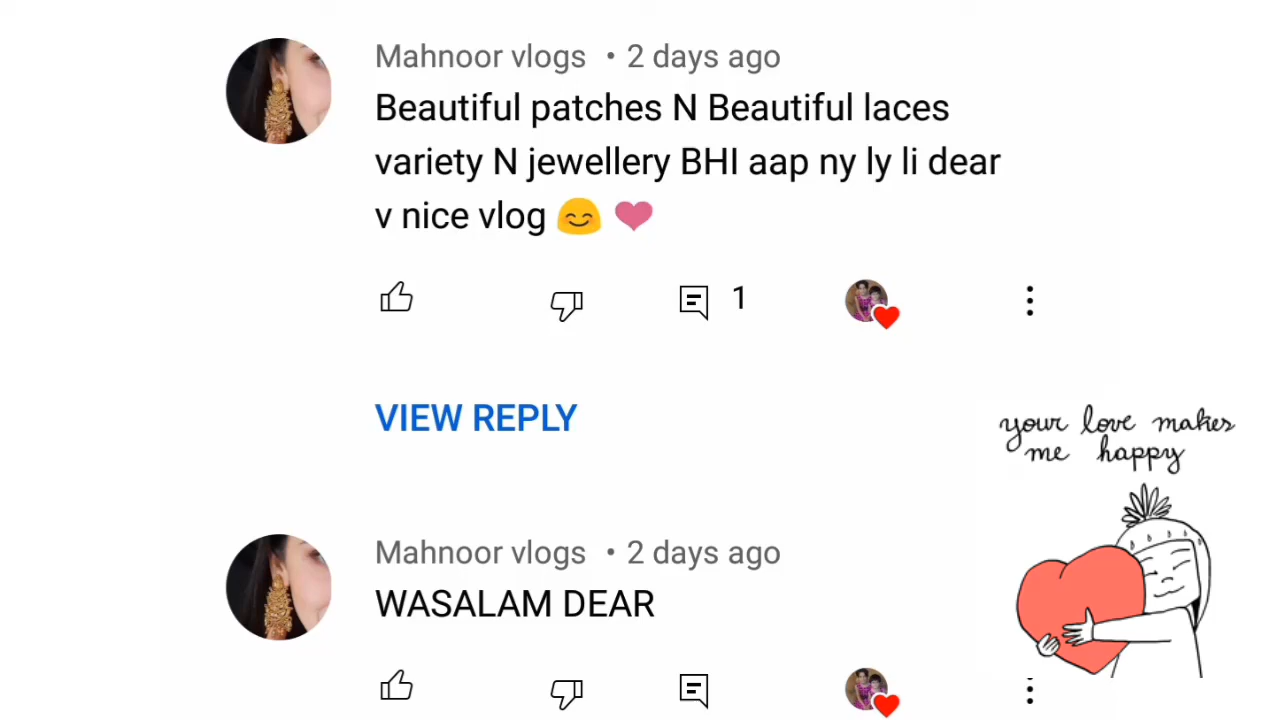 Mahnoor vlogs • 2 days ago
Beautiful patches N Beautiful laces
variety N jewellery BHI aap ny ly li dear
v nice vlog 😊 ❤
1
VIEW REPLY
your love makes
me happy
Mahnoor vlogs • 2 days ago
WASALAM DEAR